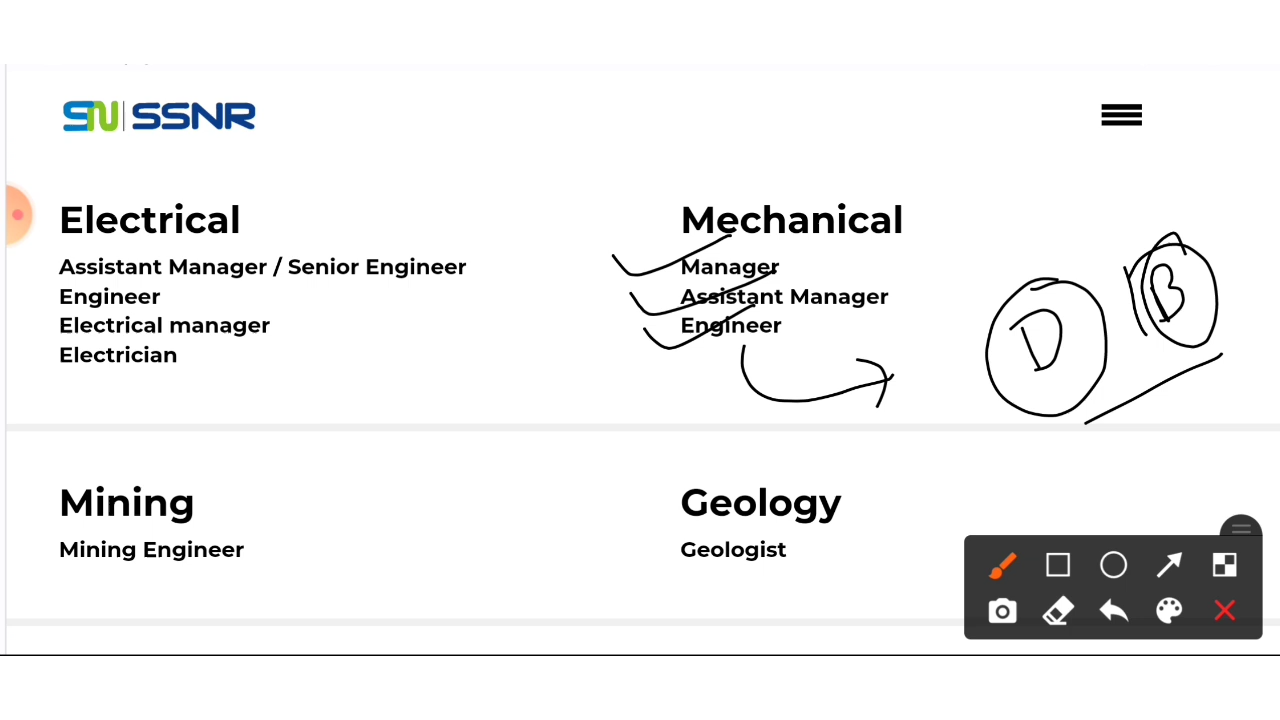 SN SSNR
Electrical
Assistant Manager / Senior Engineer
Engineer
Electrical manager
Electrician
Mechanical
Manager
Assistant Manager
Engineer
D
B
Mining
Mining Engineer
Geology
Geologist